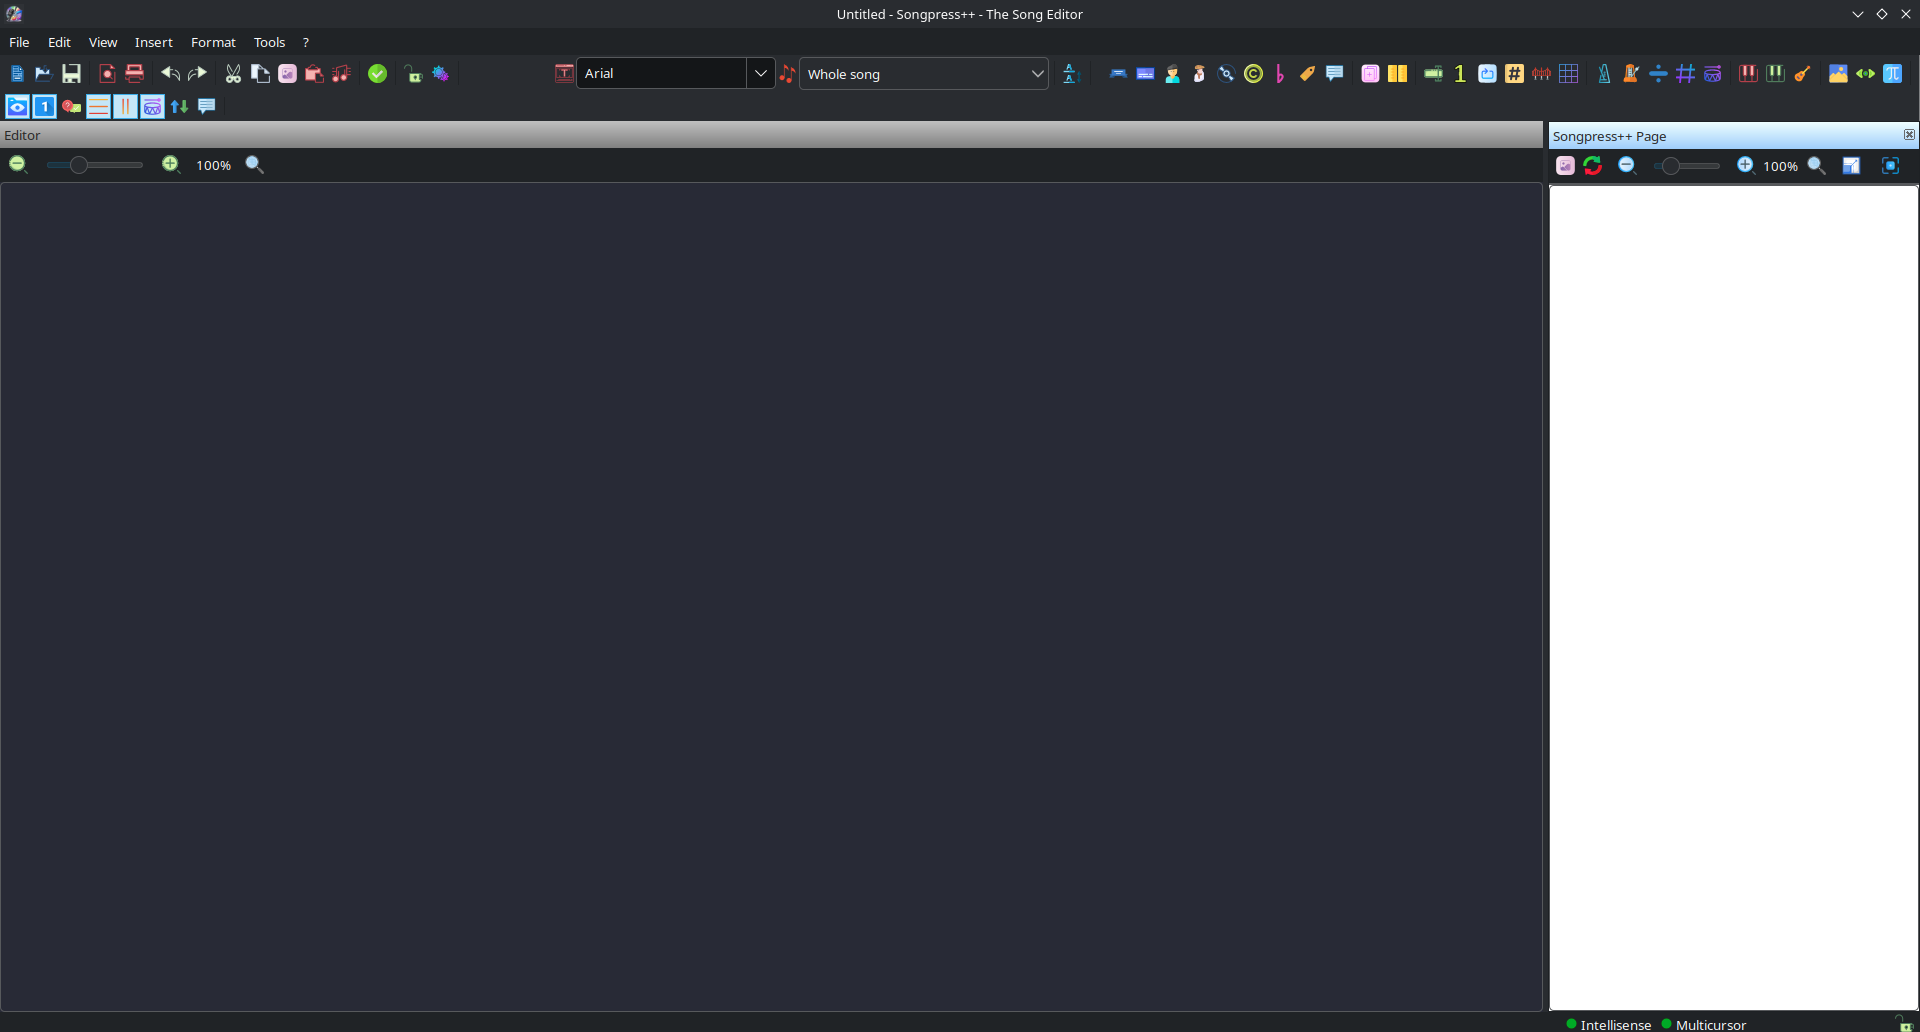 Untitled - Songpress++ - The Song Editor
File Edit View Insert Format Tools ?
Arial Whole song
Editor
Songpress++ Page
100%
100%
Intellisense Multicursor